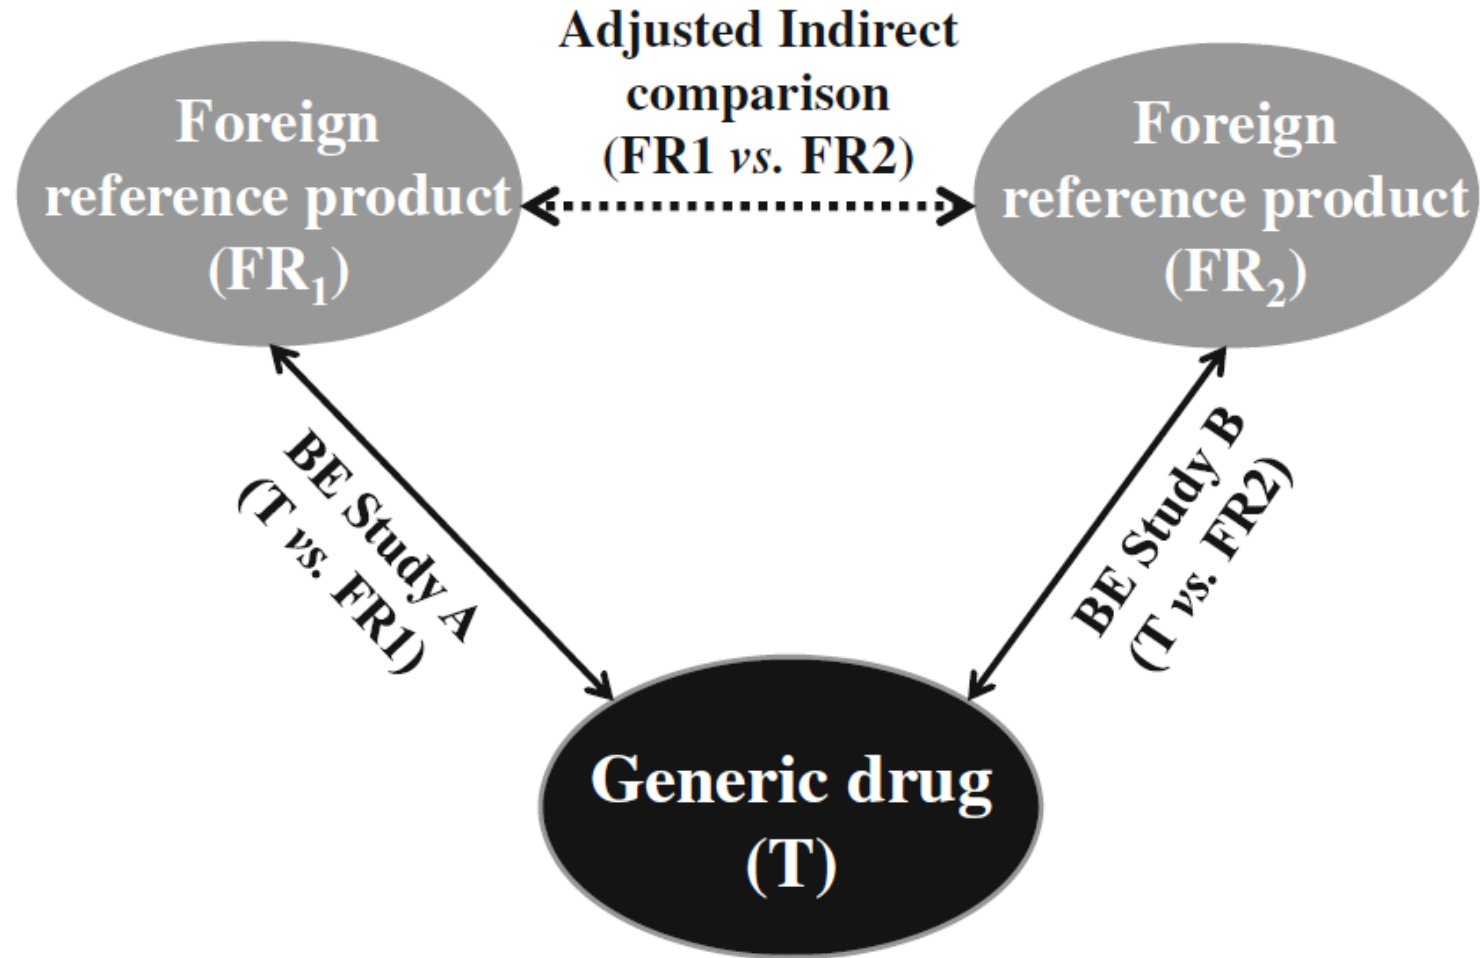 Adjusted Indirect
comparison
(FR1 vs. FR2)
Foreign
reference product
(FR₁)
Foreign
reference product
(FR₂)
BE Study A
(T vs. FR1)
BE Study B
(T vs. FR2)
Generic drug
(T)